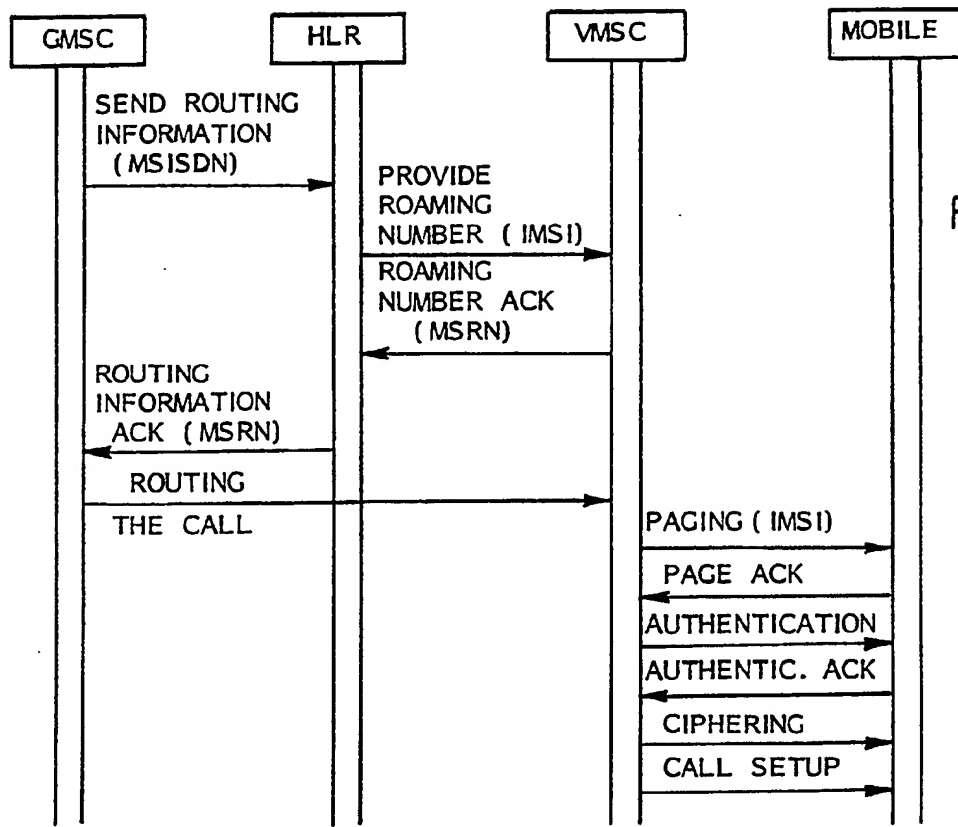 GMSC
HLR
VMSC
MOBILE
SEND ROUTING
INFORMATION
(MSISDN)
PROVIDE
ROAMING
NUMBER (IMSI)
ROAMING
NUMBER ACK
(MSRN)
ROUTING
INFORMATION
ACK (MSRN)
ROUTING
THE CALL
PAGING (IMSI)
PAGE ACK
AUTHENTICATION
AUTHENTIC. ACK
CIPHERING
CALL SETUP